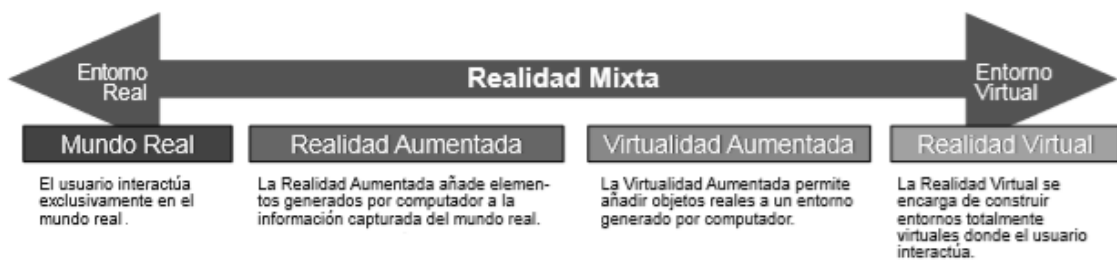 Entorno
Real
Realidad Mixta
Entorno
Virtual
Mundo Real
El usuario interactúa
exclusivamente en el
mundo real.
Realidad Aumentada
La Realidad Aumentada añade elemen-
tos generados por computador a la
información capturada del mundo real.
Virtualidad Aumentada
La Virtualidad Aumentada permite
añadir objetos reales a un entorno
generado por computador.
Realidad Virtual
La Realidad Virtual se
encarga de construir
entornos totalmente
virtuales donde el usuario
interactúa.